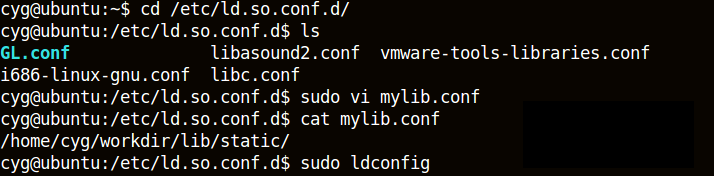 cyg@ubuntu:~$ cd /etc/ld.so.conf.d/
cyg@ubuntu:/etc/ld.so.conf.d$ ls
GL.conf libasound2.conf vmware-tools-libraries.conf
i686-linux-gnu.conf libc.conf
cyg@ubuntu:/etc/ld.so.conf.d$ sudo vi mylib.conf
cyg@ubuntu:/etc/ld.so.conf.d$ cat mylib.conf
/home/cyg/workdir/lib/static/
cyg@ubuntu:/etc/ld.so.conf.d$ sudo ldconfig